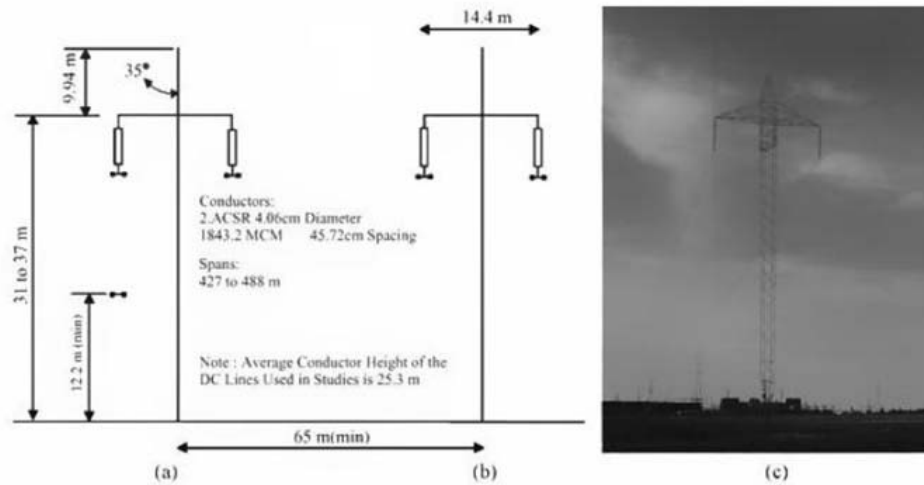 14.4 m
9.94 m
35°
Conductors:
2.ACSR 4.06cm Diameter
1843.2 MCM 45.72cm Spacing
Spans:
427 to 488 m
31 to 37 m
12.2 m (min)
Note : Average Conductor Height of the
DC Lines Used in Studies is 25.3 m
65 m(min)
(a)
(b)
(c)